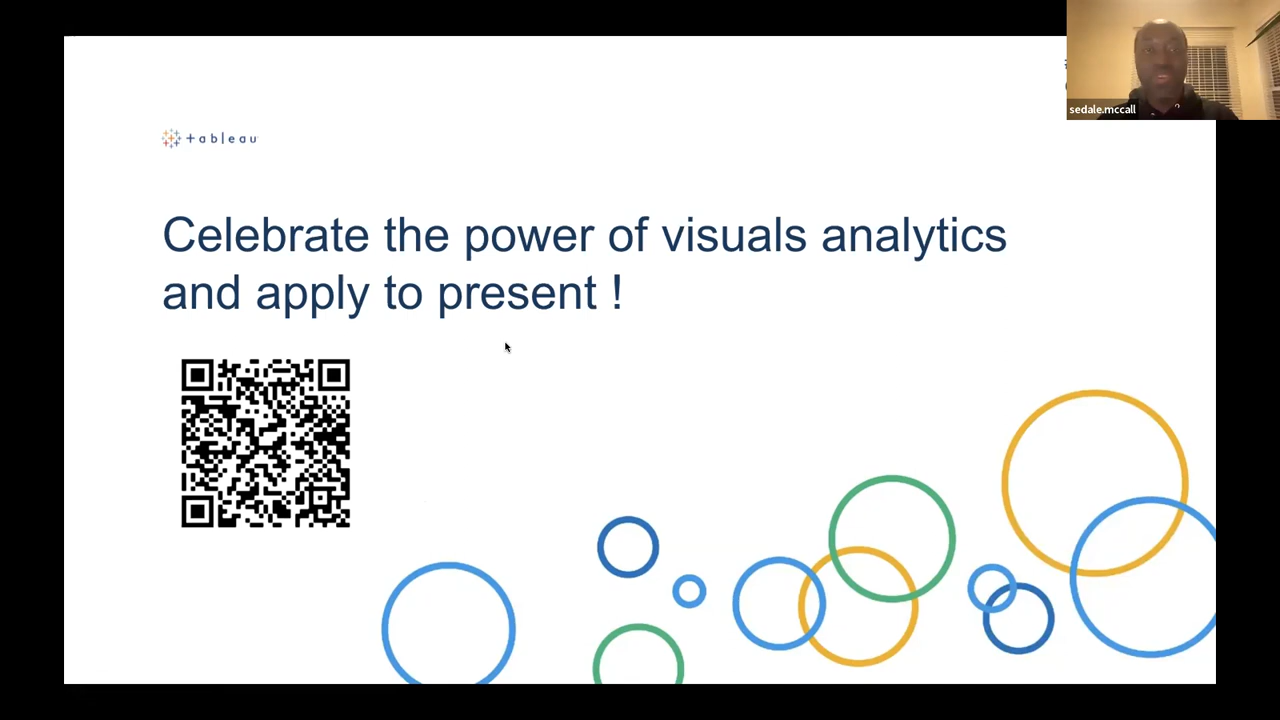 +ableau
Celebrate the power of visuals analytics
and apply to present !
sedale.mccall